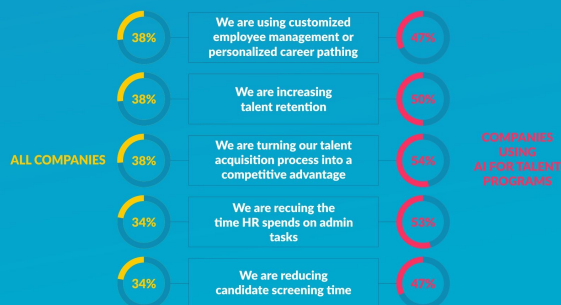 38%
We are using customized
employee management or
personalized career pathing
47%
38%
We are increasing
talent retention
50%
ALL COMPANIES
38%
We are turning our talent
acquisition process into a
competitive advantage
54%
COMPANIES
USING
AI FOR TALENT
PROGRAMS
34%
We are recuing the
time HR spends on admin
tasks
53%
34%
We are reducing
candidate screening time
47%